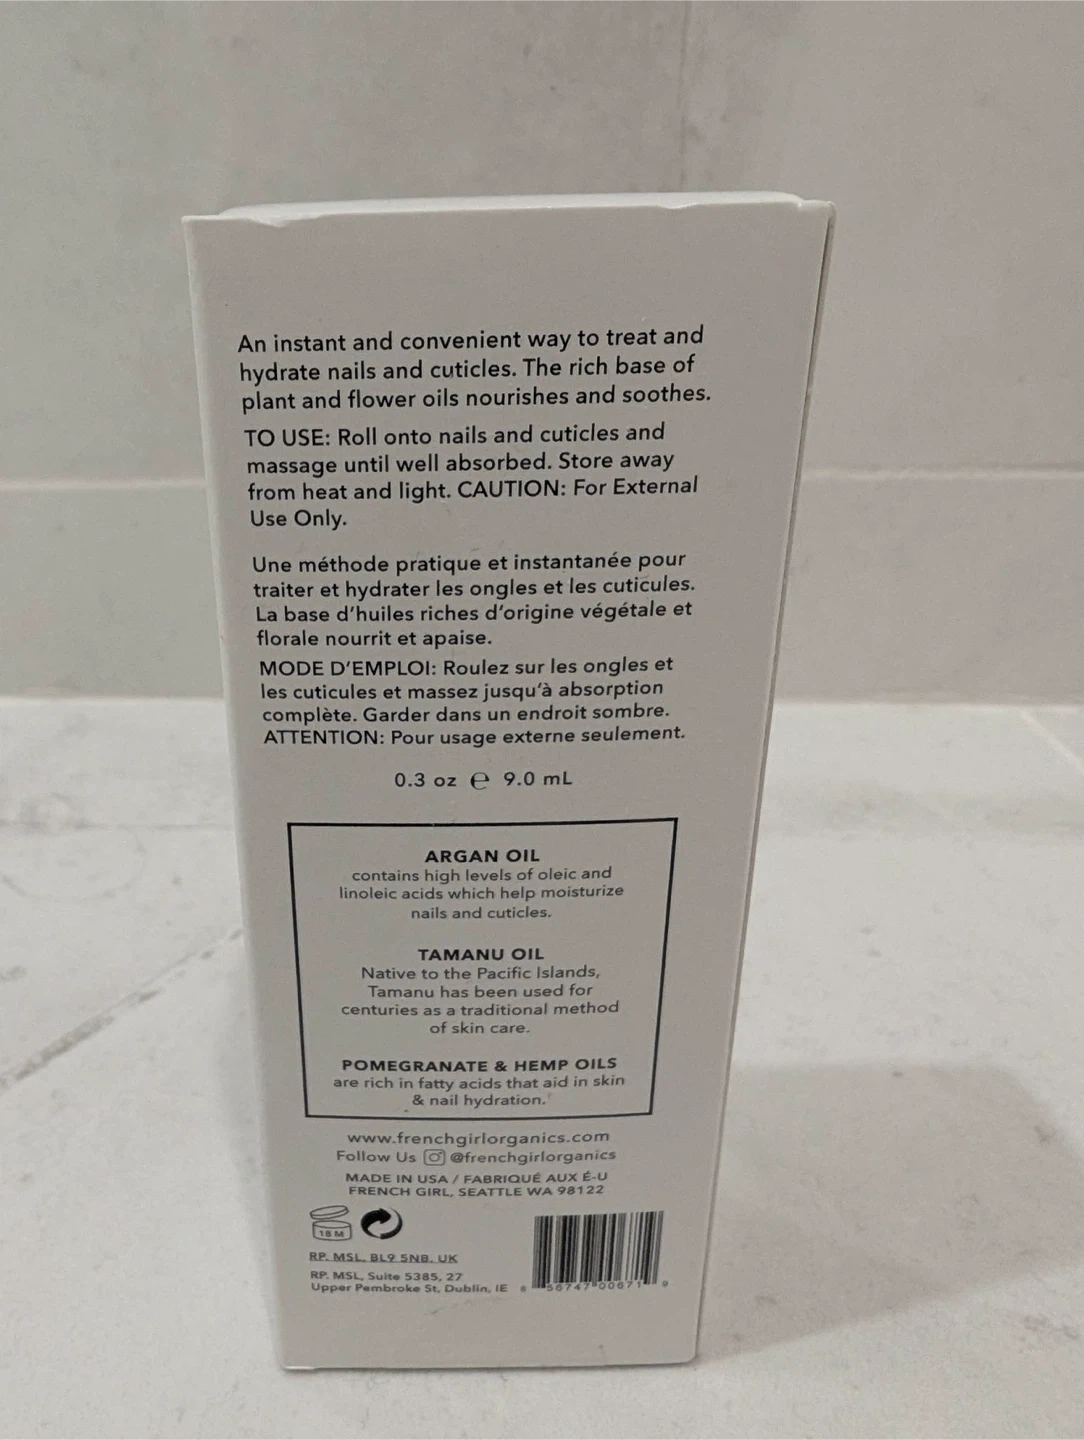 An instant and convenient way to treat and
hydrate nails and cuticles. The rich base of
plant and flower oils nourishes and soothes.
TO USE: Roll onto nails and cuticles and
massage until well absorbed. Store away
from heat and light. CAUTION: For External
Use Only.
Une méthode pratique et instantanée pour
traiter et hydrater les ongles et les cuticules.
La base d'huiles riches d'origine végétale et
florale nourrit et apaise.
MODE D'EMPLOI: Roulez sur les ongles et
les cuticules et massez jusqu'à absorption
complète. Garder dans un endroit sombre.
ATTENTION: Pour usage externe seulement.
0.3 oz ℮ 9.0 mL
ARGAN OIL
contains high levels of oleic and
linoleic acids which help moisturize
nails and cuticles.
TAMANU OIL
Native to the Pacific Islands,
Tamanu has been used for
centuries as a traditional method
of skin care.
POMEGRANATE & HEMP OILS
are rich in fatty acids that aid in skin
& nail hydration.
www.frenchgirlorganics.com
Follow Us @frenchgirlorganics
MADE IN USA / FABRIQUÉ AUX É-U
FRENCH GIRL, SEATTLE WA 98122
18 M
RP. MSL, BL9 5NB. UK
RP. MSL, Suite 5385, 27
Upper Pembroke St, Dublin, IE
8 56747 00671 9